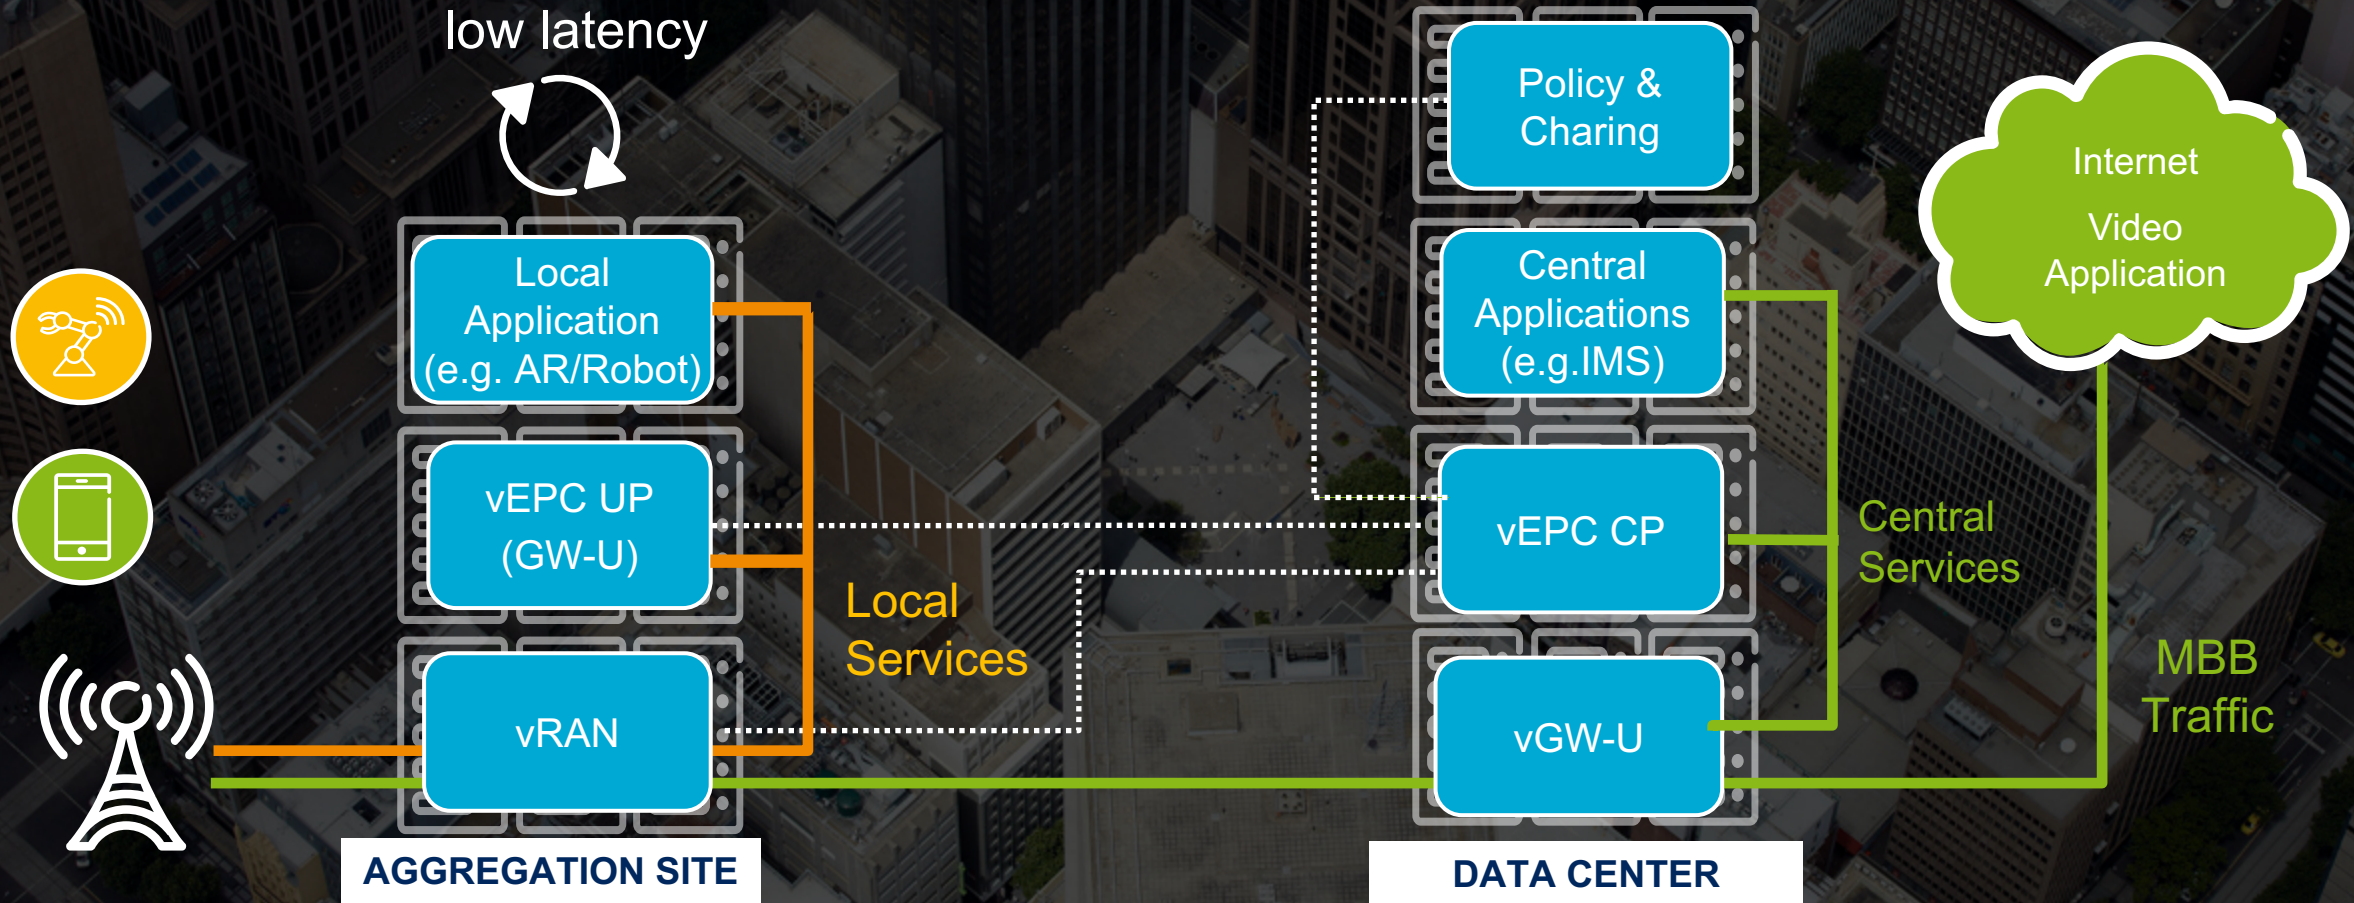 low latency
Local
Application
(e.g. AR/Robot)
vEPC UP
(GW-U)
vRAN
AGGREGATION SITE
Local
Services
Policy &
Charing
Central
Applications
(e.g.IMS)
vEPC CP
vGW-U
DATA CENTER
Central
Services
Internet
Video
Application
MBB
Traffic